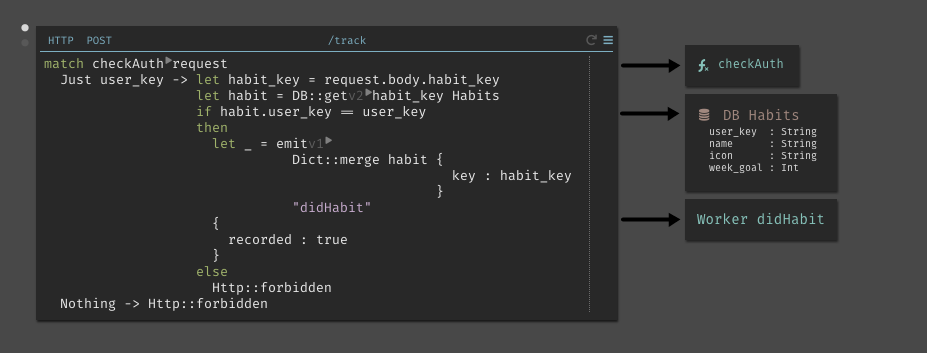 HTTP POST /track
match checkAuth request
Just user_key -> let habit_key = request.body.habit_key
let habit = DB::getv2 habit_key Habits
if habit.user_key == user_key
then
let _ = emitv1
Dict::merge habit {
key : habit_key
}
"didHabit"
{
recorded : true
}
else
Http::forbidden
Nothing -> Http::forbidden
fx checkAuth
DB Habits
user_key : String
name : String
icon : String
week_goal : Int
Worker didHabit